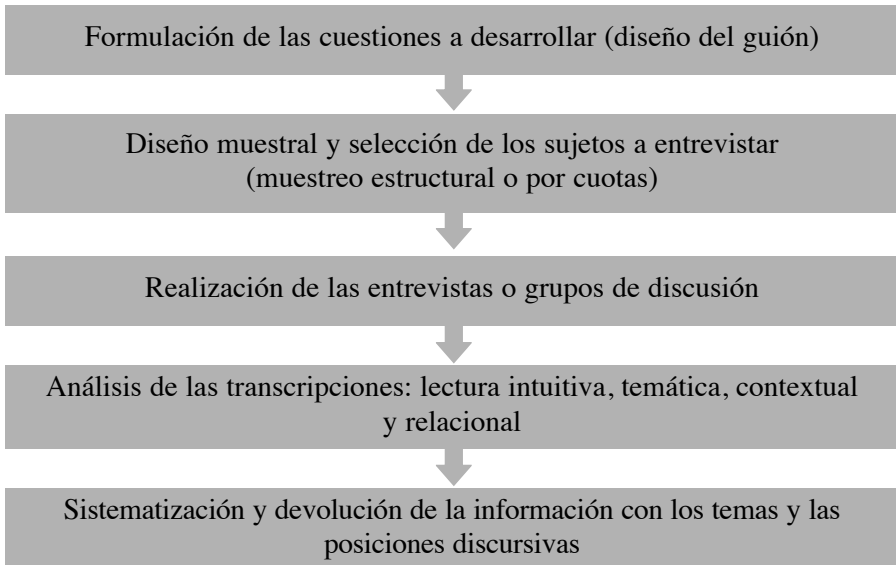 Formulación de las cuestiones a desarrollar (diseño del guión)
Diseño muestral y selección de los sujetos a entrevistar
(muestreo estructural o por cuotas)
Realización de las entrevistas o grupos de discusión
Análisis de las transcripciones: lectura intuitiva, temática, contextual
y relacional
Sistematización y devolución de la información con los temas y las
posiciones discursivas